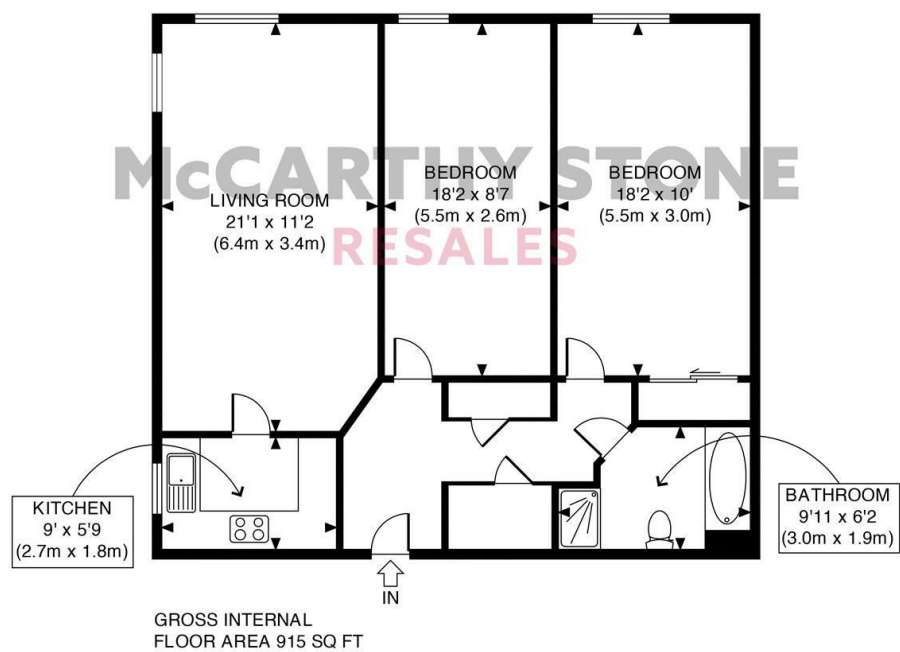 McCARTHY STONE
RESALES
LIVING ROOM
21'1 x 11'2
(6.4m x 3.4m)
BEDROOM
18'2 x 8'7
(5.5m x 2.6m)
BEDROOM
18'2 x 10'
(5.5m x 3.0m)
KITCHEN
9' x 5'9
(2.7m x 1.8m)
BATHROOM
9'11 x 6'2
(3.0m x 1.9m)
IN
GROSS INTERNAL
FLOOR AREA 915 SQ FT